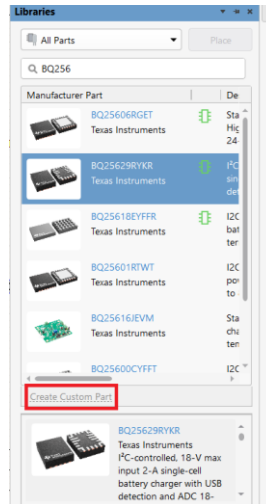 Libraries
All Parts
Place
BQ256
Manufacturer Part
De
BQ25606RGET
Texas Instruments
Sta
Hig
24
BQ25629RYKR
Texas Instruments
I²C
sin
det
BQ25618EYFFR
Texas Instruments
I2C
bat
ter
BQ25601RTWT
Texas Instruments
I2C
pov
to
BQ25616JEVM
Texas Instruments
Sta
cha
ten
BQ25600CYFFT
I2C
Create Custom Part
BQ25629RYKR
Texas Instruments
I²C-controlled, 18-V max
input 2-A single-cell
battery charger with USB
detection and ADC 18-